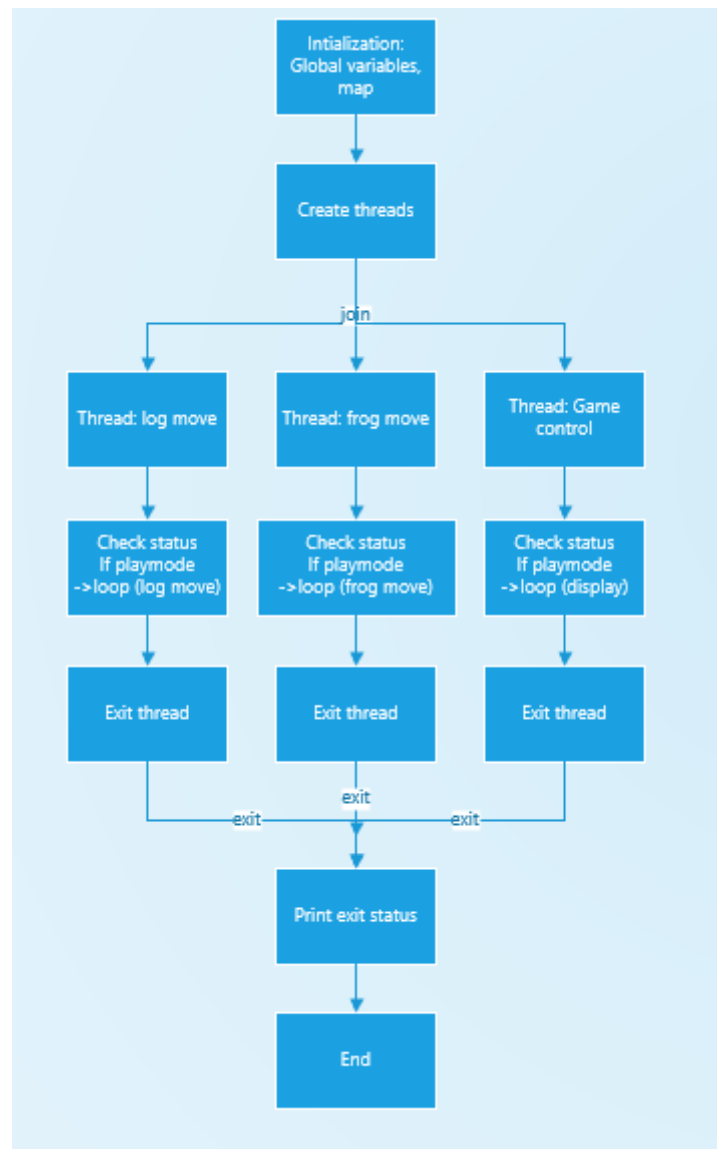 Intialization:
Global variables,
map
Create threads
join
Thread: log move
Thread: frog move
Thread: Game
control
Check status
If playmode
->loop (log move)
Check status
If playmode
->loop (frog move)
Check status
If playmode
->loop (display)
Exit thread
Exit thread
Exit thread
exit
exit
exit
Print exit status
End